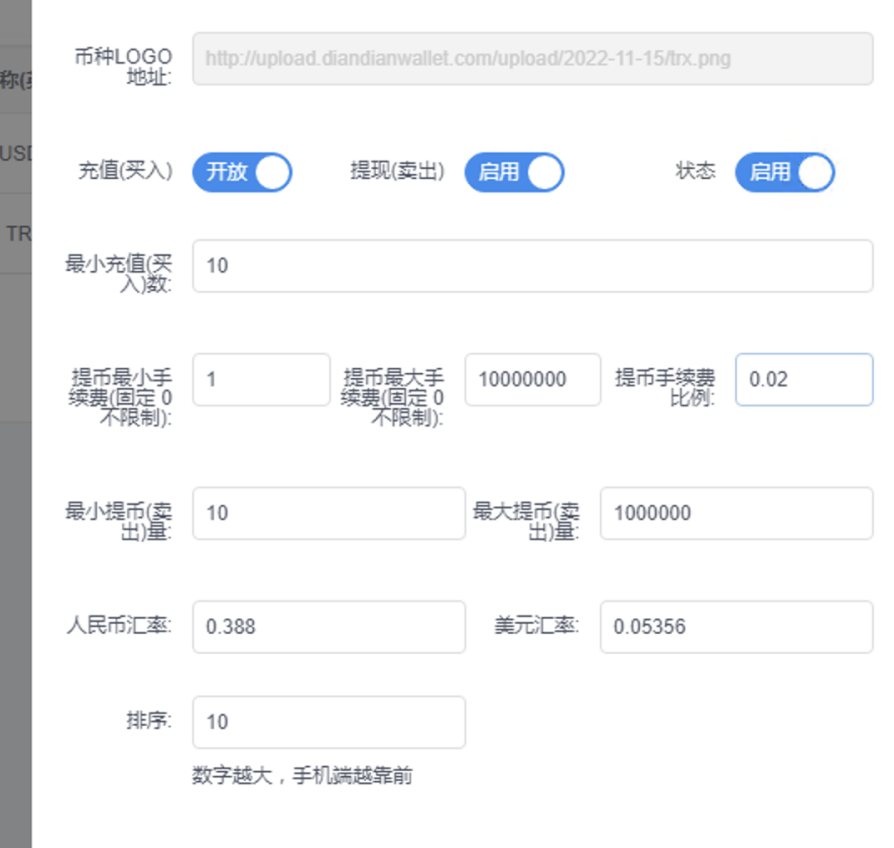 称(
USD
TR
币种LOGO
地址:
http://upload.diandianwallet.com/upload/2022-11-15/trx.png
充值(买入)
开放
提现(卖出)
启用
状态
启用
最小充值(买
入)数:
10
提币最小手
续费(固定 0
不限制):
1
提币最大手
续费(固定 0
不限制):
10000000
提币手续费
比例:
0.02
最小提币(卖
出)量:
10
最大提币(卖
出)量:
1000000
人民币汇率:
0.388
美元汇率:
0.05356
排序:
10
数字越大，手机端越靠前